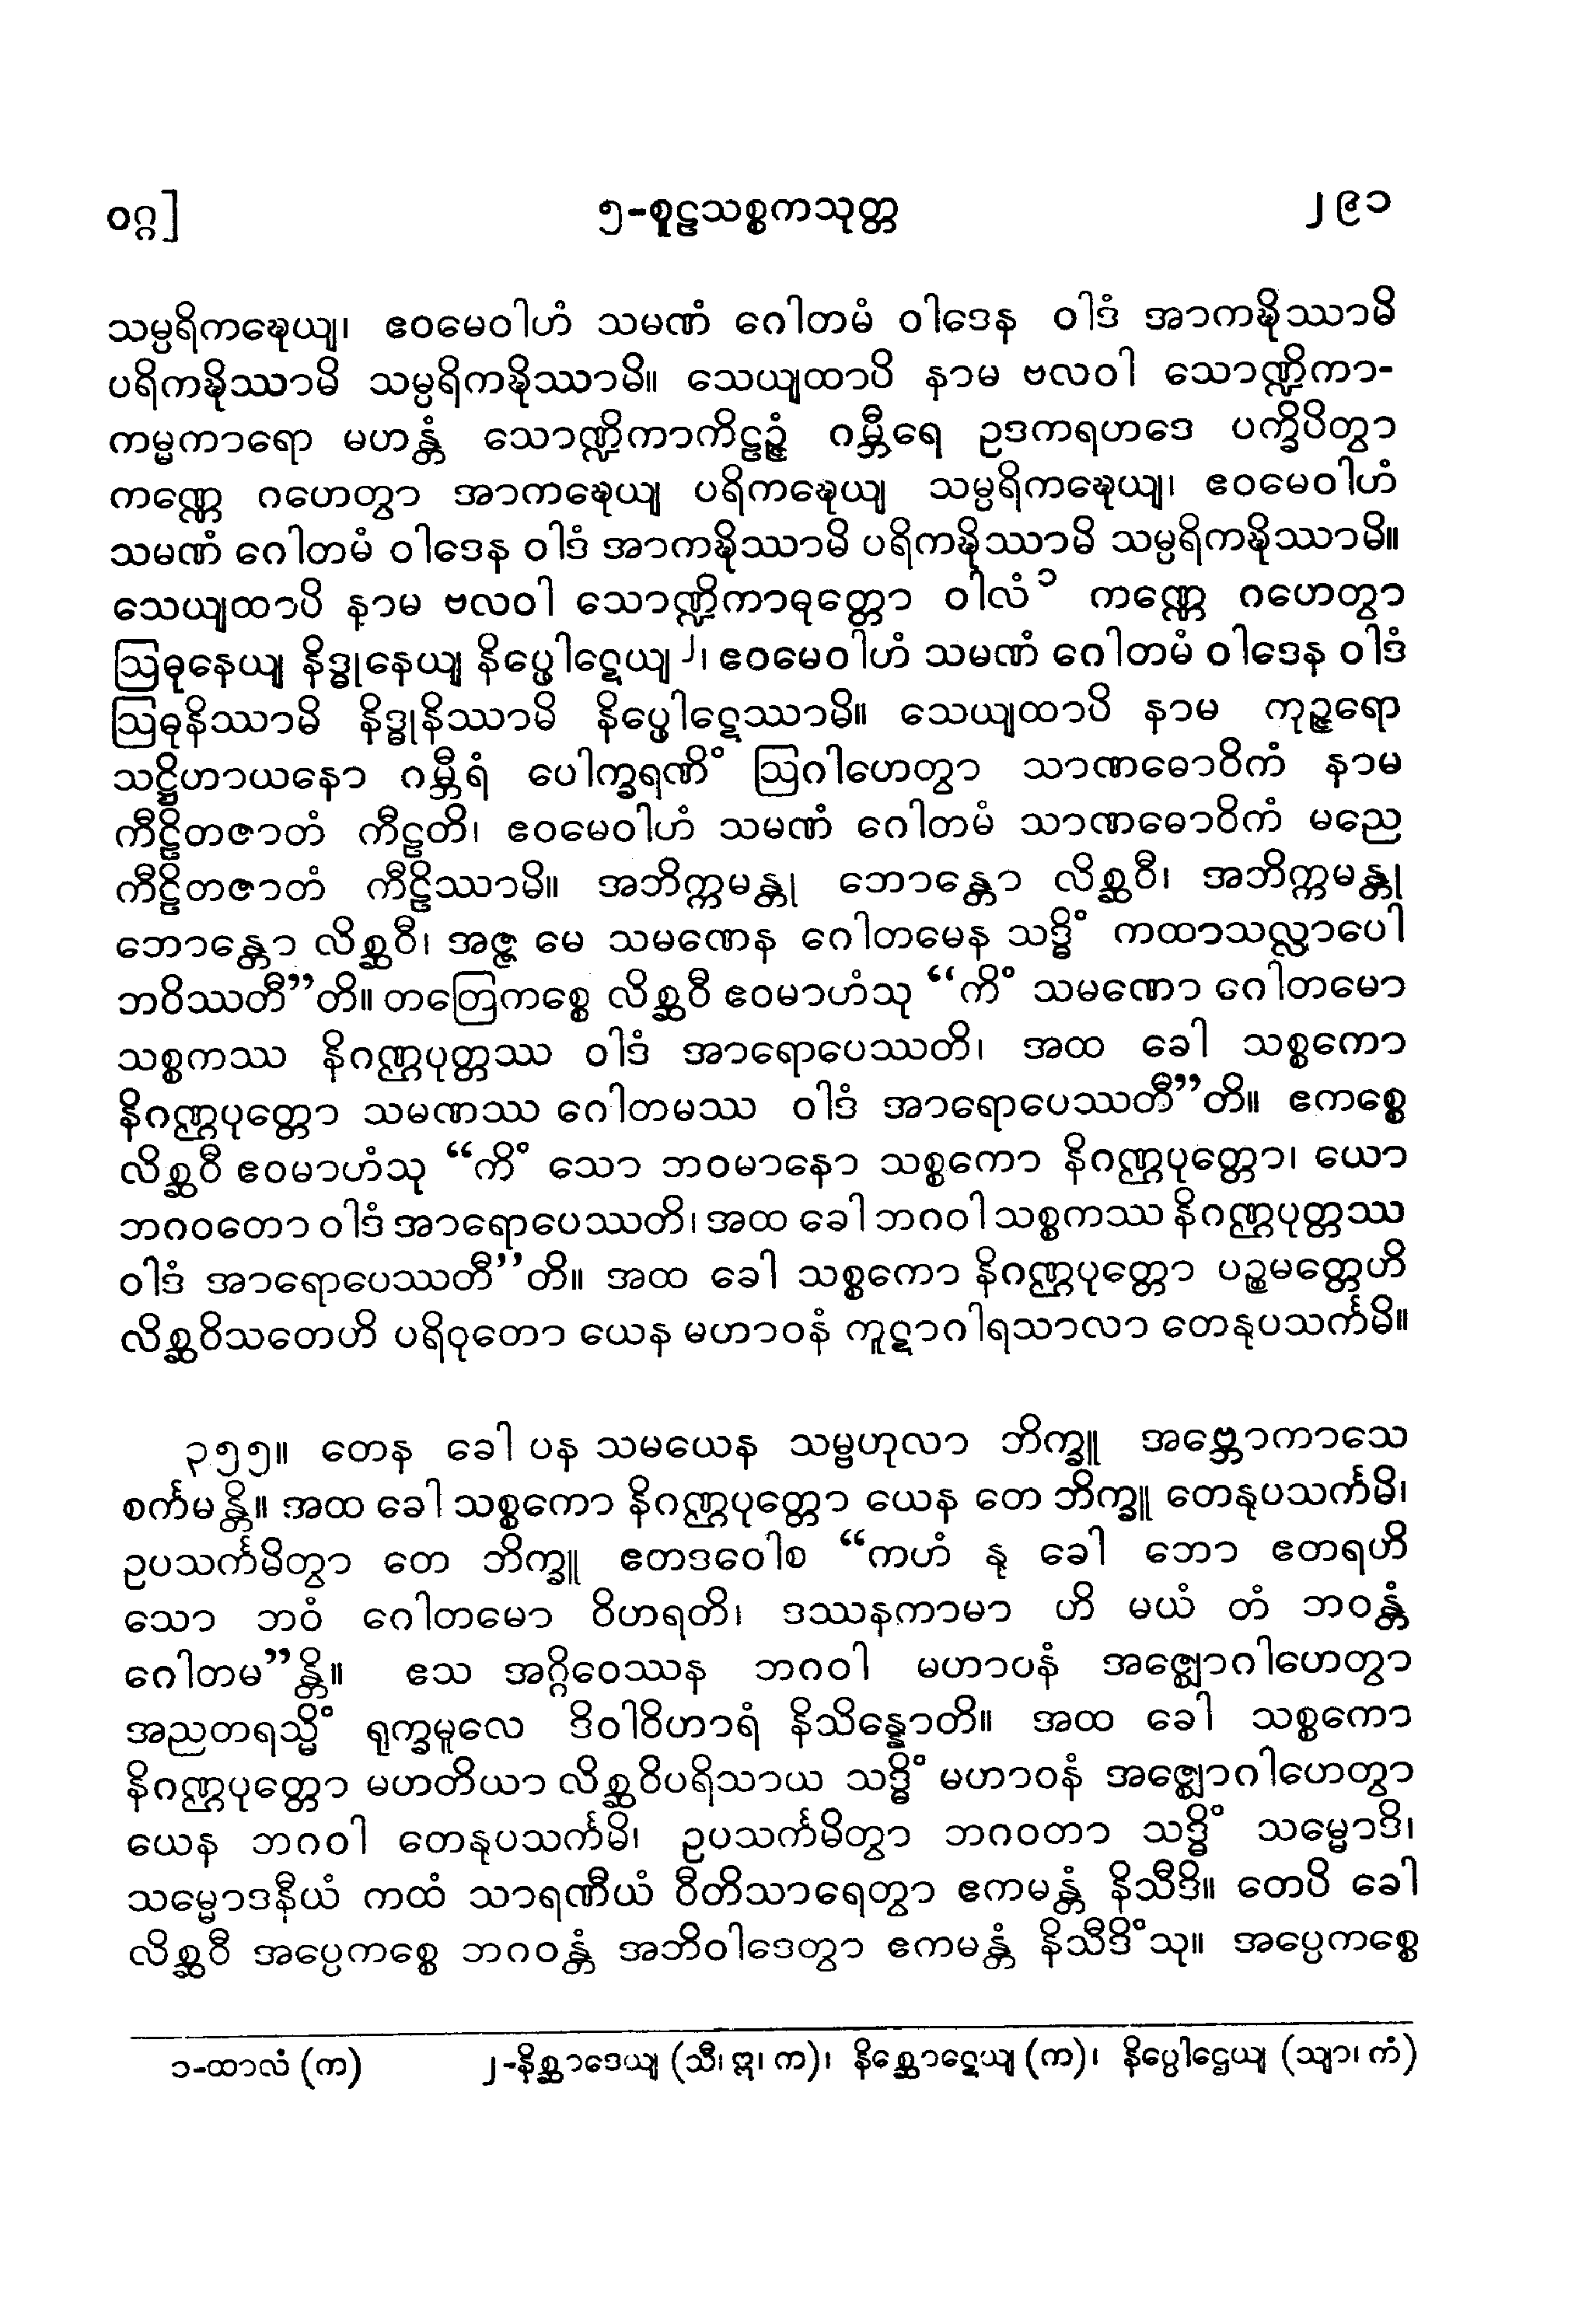 ဝဂ္ဂ] ၅-စူဠသစ္စကသုတ္တ ၂၉၁
သမ္ပရိကဍ္ဎေယျ၊ ဧဝမေဝါဟံ သမဏံ ဂေါတမံ ဝါဒေန ဝါဒံ အာကဍ္ဎိဿာမိ
ပရိကဍ္ဎိဿာမိ သမ္ပရိကဍ္ဎိဿာမိ။ သေယျထာပိ နာမ ဗလဝါ သောဏ္ဍိကာ-
ကမ္မကာရော မဟန္တံ သောဏ္ဍိကာကိဠဉ္ဇံ ဂမ္ဘီရေ ဥဒကရဟဒေ ပက္ခိပိတွာ
ကဏ္ဏေ ဂဟေတွာ အာကဍ္ဎေယျ ပရိကဍ္ဎေယျ သမ္ပရိကဍ္ဎေယျ၊ ဧဝမေဝါဟံ
သမဏံ ဂေါတမံ ဝါဒေန ဝါဒံ အာကဍ္ဎိဿာမိ ပရိကဍ္ဎိဿာမိ သမ္ပရိကဍ္ဎိဿာမိ။
သေယျထာပိ နာမ ဗလဝါ သောဏ္ဍိကာဓုတ္တော ဝါလံ ၁ ကဏ္ဏေ ဂဟေတွာ
ဩဓုနေယျ နိဒ္ဓုနေယျ နိပ္ဖေါဋေယျ ၂၊ ဧဝမေဝါဟံ သမဏံ ဂေါတမံ ဝါဒေန ဝါဒံ
ဩဓုနိဿာမိ နိဒ္ဓုနိဿာမိ နိပ္ဖေါဋေဿာမိ။ သေယျထာပိ နာမ ကုဉ္ဇရော
သဋ္ဌိဟာယနော ဂမ္ဘီရံ ပေါက္ခရဏိံ ဩဂါဟေတွာ သာဏဓောဝိကံ နာမ
ကီဠိတဇာတံ ကီဠတိ၊ ဧဝမေဝါဟံ သမဏံ ဂေါတမံ သာဏဓောဝိကံ မညေ
ကီဠိတဇာတံ ကီဠိဿာမိ။ အဘိက္ကမန္တု ဘောန္တော လိစ္ဆဝီ၊ အဘိက္ကမန္တု
ဘောန္တော လိစ္ဆဝီ၊ အဇ္ဇ မေ သမဏေန ဂေါတမေန သဒ္ဓိံ ကထာသလ္လာပေါ
ဘဝိဿတီ”တိ။ တတြေကစ္စေ လိစ္ဆဝီ ဧဝမာဟံသု “ကိံ သမဏော ဂေါတမော
သစ္စကဿ နိဂဏ္ဌပုတ္တဿ ဝါဒံ အာရောပေဿတိ၊ အထ ခေါ သစ္စကော
နိဂဏ္ဌပုတ္တော သမဏဿ ဂေါတမဿ ဝါဒံ အာရောပေဿတီ”တိ။ ဧကစ္စေ
လိစ္ဆဝီ ဧဝမာဟံသု “ကိံ သော ဘဝမာနော သစ္စကော နိဂဏ္ဌပုတ္တော၊ ယော
ဘဂဝတော ဝါဒံ အာရောပေဿတိ၊ အထ ခေါ ဘဂဝါ သစ္စကဿ နိဂဏ္ဌပုတ္တဿ
ဝါဒံ အာရောပေဿတီ”တိ။ အထ ခေါ သစ္စကော နိဂဏ္ဌပုတ္တော ပဉ္စမတ္တေဟိ
လိစ္ဆဝိသတေဟိ ပရိဝုတော ယေန မဟာဝနံ ကူဋာဂါရသာလာ တေနုပသင်္ကမိ။
၃၅၅။ တေန ခေါ ပန သမယေန သမ္ဗဟုလာ ဘိက္ခူ အဗ္ဘောကာသေ
စင်္ကမန္တိ။ အထ ခေါ သစ္စကော နိဂဏ္ဌပုတ္တော ယေန တေ ဘိက္ခူ တေနုပသင်္ကမိ၊
ဥပသင်္ကမိတွာ တေ ဘိက္ခူ ဧတဒဝေါစ “ကဟံ နု ခေါ ဘော ဧတရဟိ
သော ဘဝံ ဂေါတမော ဝိဟရတိ၊ ဒဿနကာမာ ဟိ မယံ တံ ဘဝန္တံ
ဂေါတမ”န္တိ။ ဧသ အဂ္ဂိဝေဿန ဘဂဝါ မဟာဝနံ အဇ္ဈောဂါဟေတွာ
အညတရသ္မိံ ရုက္ခမူလေ ဒိဝါဝိဟာရံ နိသိန္နောတိ။ အထ ခေါ သစ္စကော
နိဂဏ္ဌပုတ္တော မဟတိယာ လိစ္ဆဝိပရိသာယ သဒ္ဓိံ မဟာဝနံ အဇ္ဈောဂါဟေတွာ
ယေန ဘဂဝါ တေနုပသင်္ကမိ၊ ဥပသင်္ကမိတွာ ဘဂဝတာ သဒ္ဓိံ သမ္မောဒိ၊
သမ္မောဒနီယံ ကထံ သာရဏီယံ ဝီတိသာရေတွာ ဧကမန္တံ နိသီဒိ။ တေပိ ခေါ
လိစ္ဆဝီ အပ္ပေကစ္စေ ဘဂဝန္တံ အဘိဝါဒေတွာ ဧကမန္တံ နိသီဒိံသု။ အပ္ပေကစ္စေ
၁-ထာလံ (က) ၂-နိစ္ဆာဒေယျ (သီ၊ ဣ၊ က)၊ နိစ္ဆောဋေယျ (က)၊ နိပ္ပေါဌေယျ (သျာ၊ ကံ)